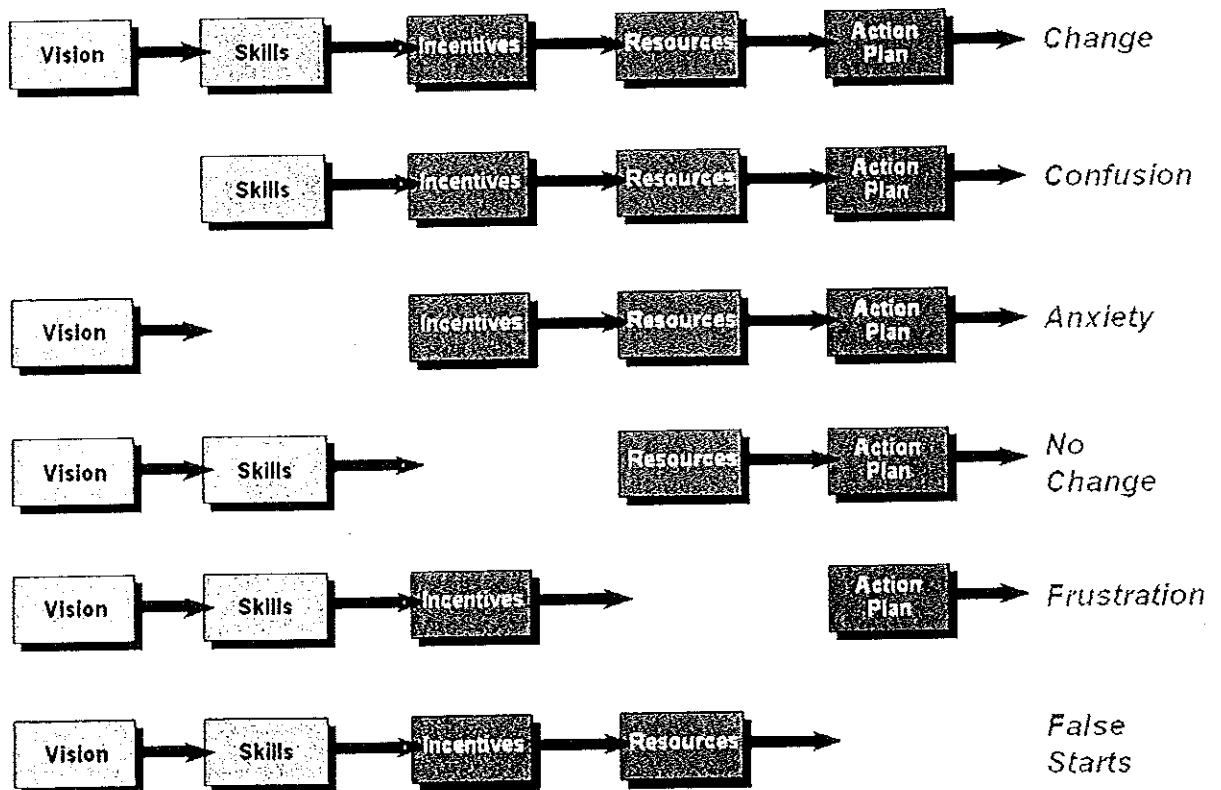 Vision
Skills
Incentives
Resources
Action
Plan
Change
Skills
Incentives
Resources
Action
Plan
Confusion
Vision
Incentives
Resources
Action
Plan
Anxiety
Vision
Skills
Resources
Action
Plan
No
Change
Vision
Skills
Incentives
Action
Plan
Frustration
Vision
Skills
Incentives
Resources
False
Starts